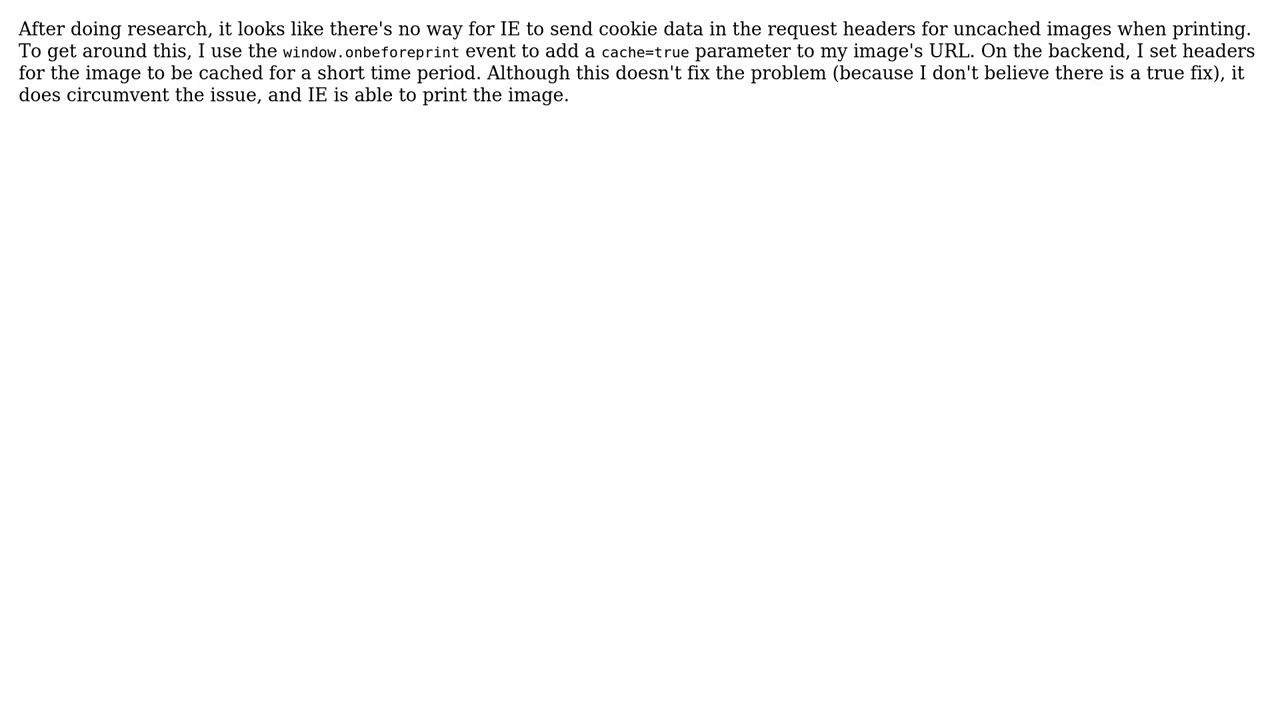 After doing research, it looks like there's no way for IE to send cookie data in the request headers for uncached images when printing.
To get around this, I use the window.onbeforeprint event to add a cache=true parameter to my image's URL. On the backend, I set headers
for the image to be cached for a short time period. Although this doesn't fix the problem (because I don't believe there is a true fix), it
does circumvent the issue, and IE is able to print the image.